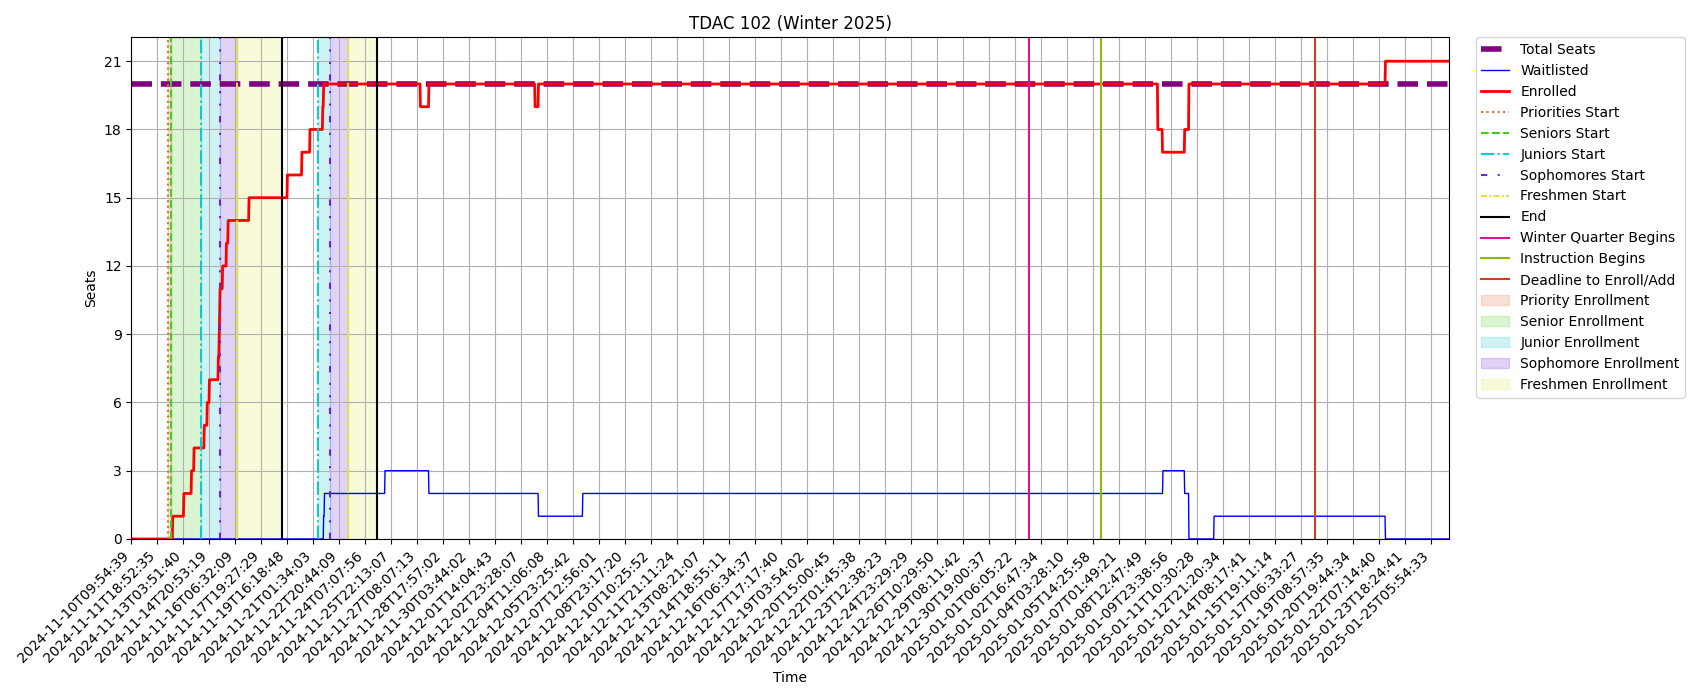 TDAC 102 (Winter 2025)
21
18
15
12
9
6
3
0
Seats
2024-11-10T09:54:39
2024-11-11T18:52:35
2024-11-13T03:51:40
2024-11-14T20:53:19
2024-11-16T06:32:09
2024-11-17T19:27:29
2024-11-19T16:18:48
2024-11-21T01:34:03
2024-11-22T20:44:09
2024-11-24T07:07:56
2024-11-25T22:13:07
2024-11-27T08:07:13
2024-11-28T17:57:02
2024-11-30T03:44:02
2024-12-01T14:04:43
2024-12-02T23:28:07
2024-12-04T11:06:08
2024-12-05T23:25:42
2024-12-07T12:56:01
2024-12-08T23:17:20
2024-12-10T10:25:52
2024-12-11T21:11:24
2024-12-13T08:21:07
2024-12-14T18:55:11
2024-12-16T06:34:37
2024-12-17T17:17:40
2024-12-19T03:54:02
2024-12-20T15:00:45
2024-12-22T01:45:38
2024-12-23T12:38:23
2024-12-24T23:29:29
2024-12-26T10:29:50
2024-12-29T08:11:42
2024-12-30T19:00:37
2025-01-01T06:05:22
2025-01-02T16:47:34
2025-01-04T03:28:10
2025-01-05T14:25:58
2025-01-07T01:49:21
2025-01-08T12:47:49
2025-01-09T23:38:56
2025-01-11T10:30:28
2025-01-12T21:20:34
2025-01-14T08:17:41
2025-01-15T19:11:14
2025-01-17T06:33:27
2025-01-19T08:57:35
2025-01-20T19:44:34
2025-01-22T07:14:40
2025-01-23T18:24:41
2025-01-25T05:54:33
Time
Total Seats
Waitlisted
Enrolled
Priorities Start
Seniors Start
Juniors Start
Sophomores Start
Freshmen Start
End
Winter Quarter Begins
Instruction Begins
Deadline to Enroll/Add
Priority Enrollment
Senior Enrollment
Junior Enrollment
Sophomore Enrollment
Freshmen Enrollment